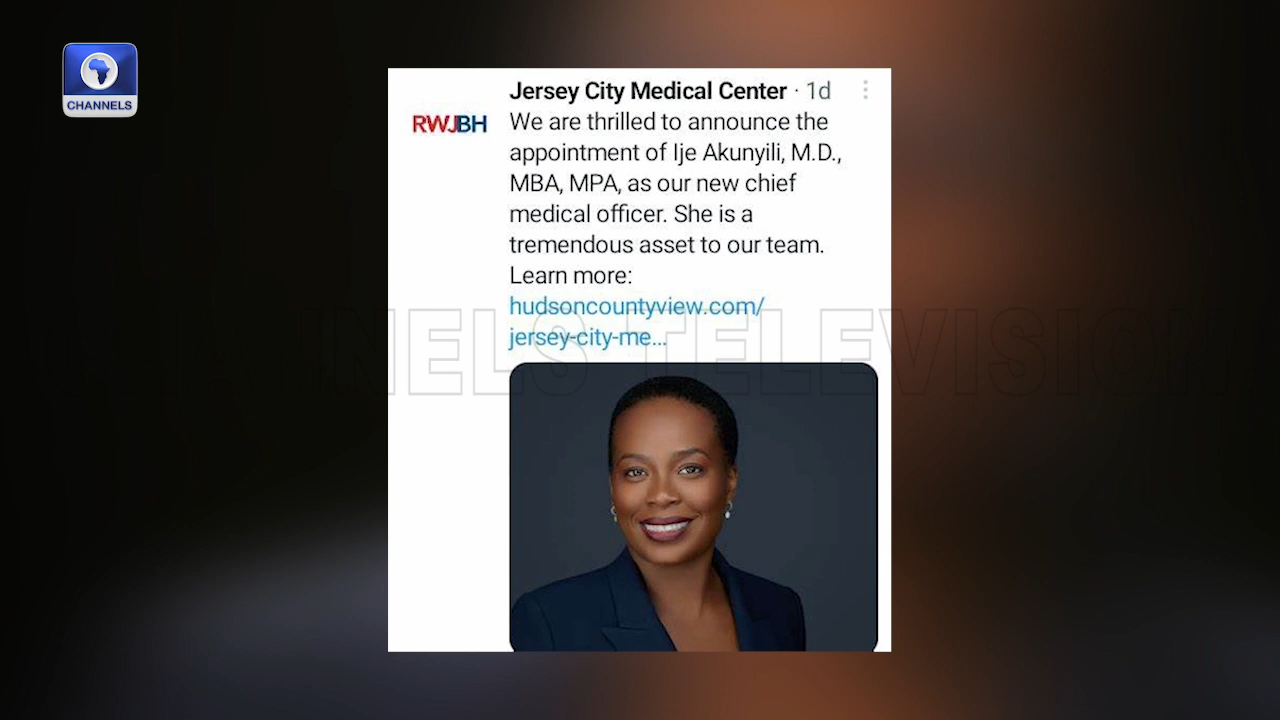 CHANNELS
Jersey City Medical Center · 1d
RWJBH
We are thrilled to announce the
appointment of Ije Akunyili, M.D.,
MBA, MPA, as our new chief
medical officer. She is a
tremendous asset to our team.
Learn more:
hudsoncountyview.com/
jersey-city-me...
CHANNELS TELEVISION